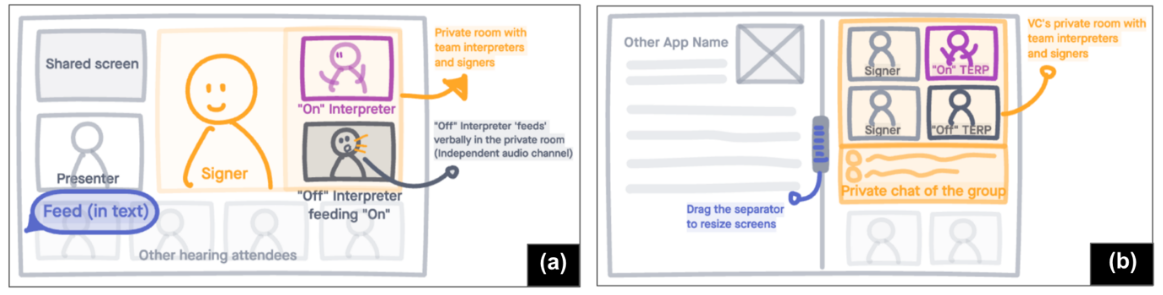 Shared screen
Presenter
Feed (in text)
Signer
"On" Interpreter
"Off" Interpreter
feeding "On"
Other hearing attendees
Private room with
team interpreters
and signers
"Off" Interpreter 'feeds'
verbally in the private room
(Independent audio channel)
(a)
Other App Name
Drag the separator
to resize screens
Signer
"On" TERP
Signer
"Off" TERP
Private chat of the group
VC's private room with
team interpreters
and signers
(b)